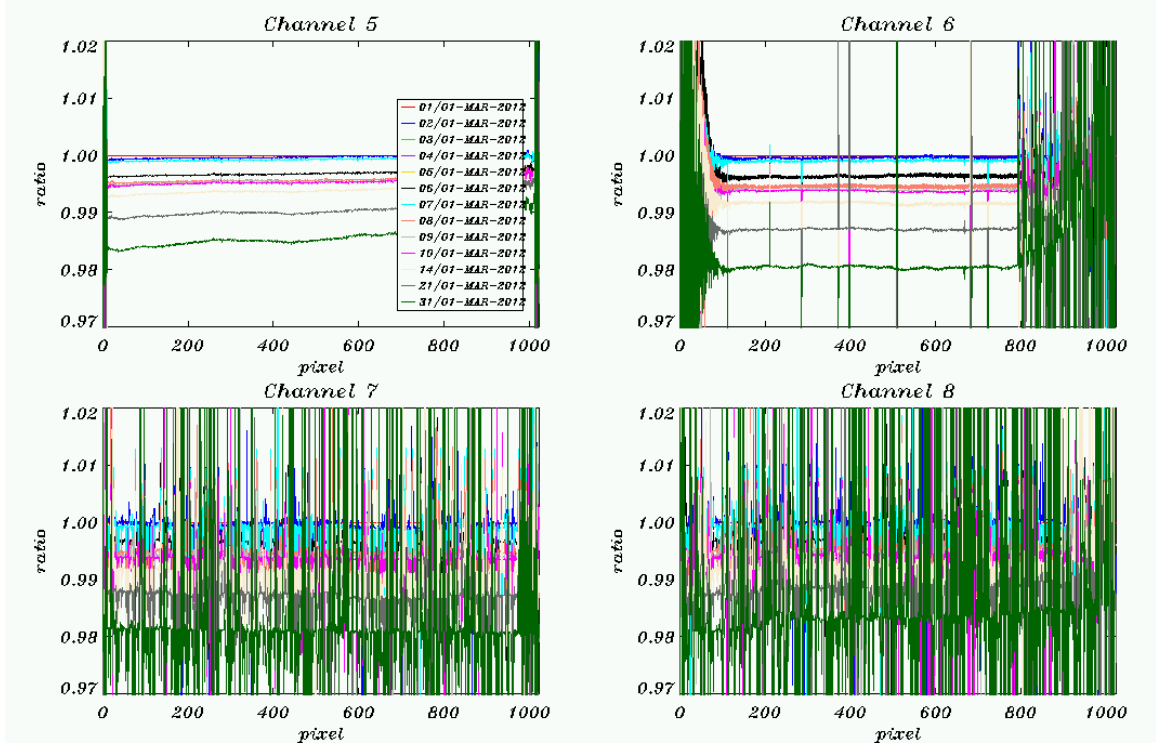 Channel 5
1.02
1.01
1.00
0.99
0.98
0.97
ratio
01/01-MAR-2012
02/01-MAR-2012
03/01-MAR-2012
04/01-MAR-2012
05/01-MAR-2012
06/01-MAR-2012
07/01-MAR-2012
08/01-MAR-2012
09/01-MAR-2012
10/01-MAR-2012
14/01-MAR-2012
21/01-MAR-2012
31/01-MAR-2012
0 200 400 600 800 1000
pixel
Channel 6
1.02
1.01
1.00
0.99
0.98
0.97
ratio
0 200 400 600 800 1000
pixel
Channel 7
1.02
1.01
1.00
0.99
0.98
0.97
ratio
0 200 400 600 800 1000
pixel
Channel 8
1.02
1.01
1.00
0.99
0.98
0.97
ratio
0 200 400 600 800 1000
pixel